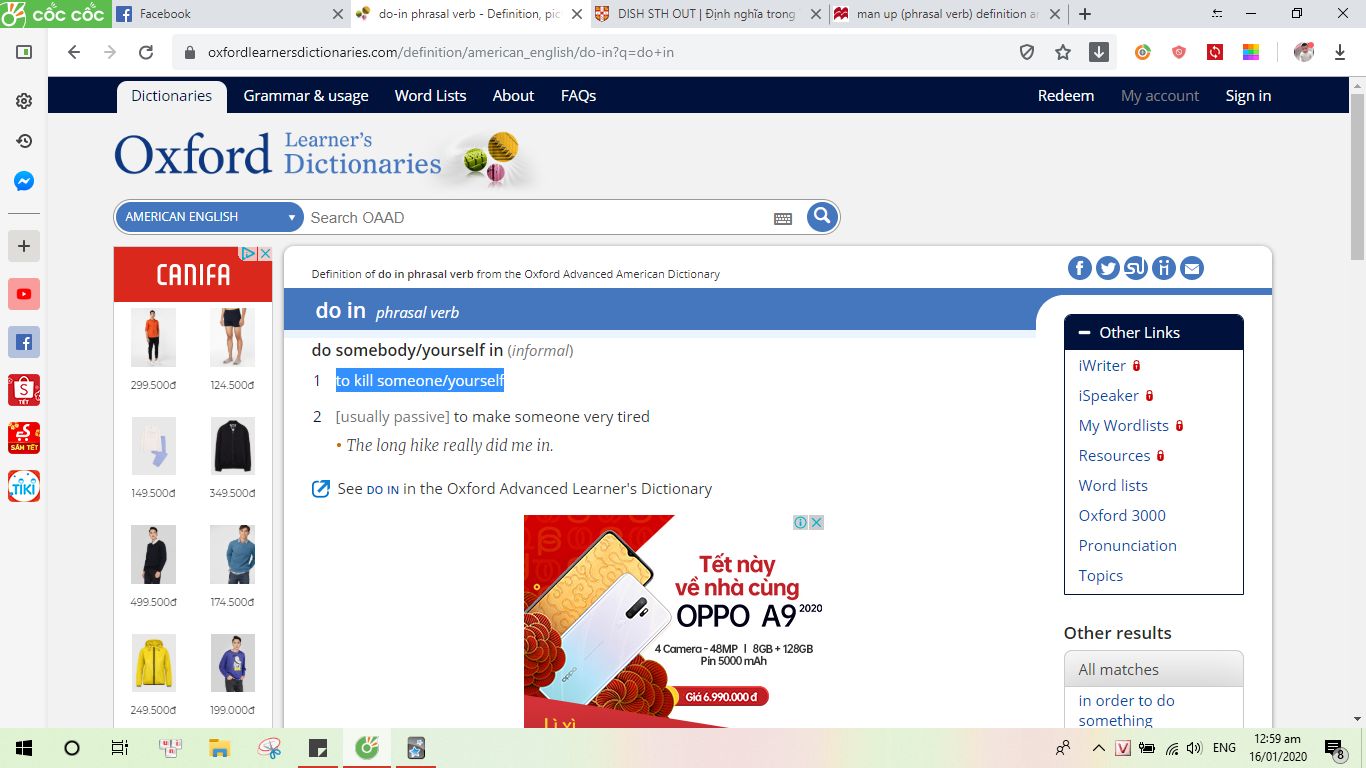 cốc cốc
Facebook
do-in phrasal verb - Definition, pic
DISH STH OUT | Định nghĩa trong
man up (phrasal verb) definition ar
oxfordlearnersdictionaries.com/definition/american_english/do-in?q=do+in
Dictionaries
Grammar & usage
Word Lists
About
FAQs
Redeem
My account
Sign in
Oxford Learner's Dictionaries
AMERICAN ENGLISH
Search OAAD
CANIFA
299.500đ
124.500đ
149.500đ
349.500đ
499.500đ
174.500đ
249.500đ
199.000đ
Definition of do in phrasal verb from the Oxford Advanced American Dictionary
do in phrasal verb
do somebody/yourself in (informal)
1 to kill someone/yourself
2 [usually passive] to make someone very tired
• The long hike really did me in.
See DO IN in the Oxford Advanced Learner's Dictionary
Tết này
về nhà cùng
OPPO A9 2020
4 Camera - 48MP | 8GB + 128GB
Pin 5000 mAh
Giá 6.990.000 đ
Lì xì
Other Links
iWriter
iSpeaker
My Wordlists
Resources
Word lists
Oxford 3000
Pronunciation
Topics
Other results
All matches
in order to do
something
TẾT
SẮM TẾT
TIKI
ENG
12:59 am
16/01/2020
8